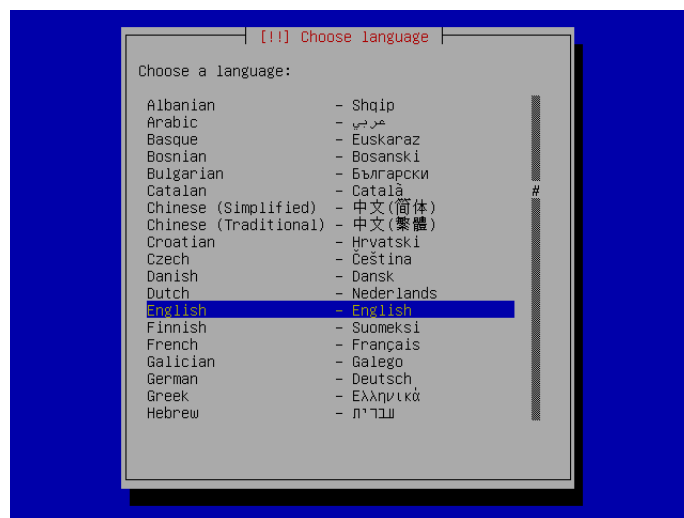 [!!] Choose language
Choose a language:
Albanian - Shqip
Arabic - عربي
Basque - Euskaraz
Bosnian - Bosanski
Bulgarian - Български
Catalan - Català
Chinese (Simplified) - 中文(简体)
Chinese (Traditional) - 中文(繁體)
Croatian - Hrvatski
Czech - Čeština
Danish - Dansk
Dutch - Nederlands
English - English
Finnish - Suomeksi
French - Français
Galician - Galego
German - Deutsch
Greek - Ελληνικά
Hebrew - עברית
#